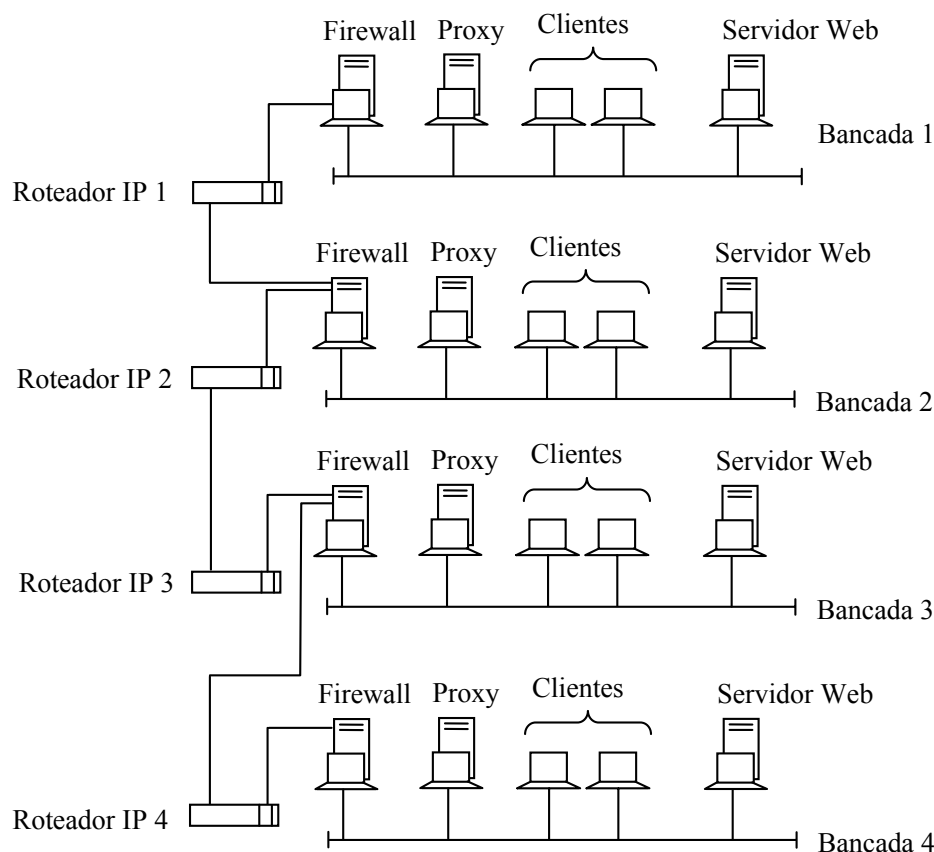 Firewall Proxy Clientes Servidor Web
Bancada 1
Roteador IP 1
Firewall Proxy Clientes Servidor Web
Roteador IP 2
Bancada 2
Firewall Proxy Clientes Servidor Web
Roteador IP 3
Bancada 3
Firewall Proxy Clientes Servidor Web
Roteador IP 4
Bancada 4